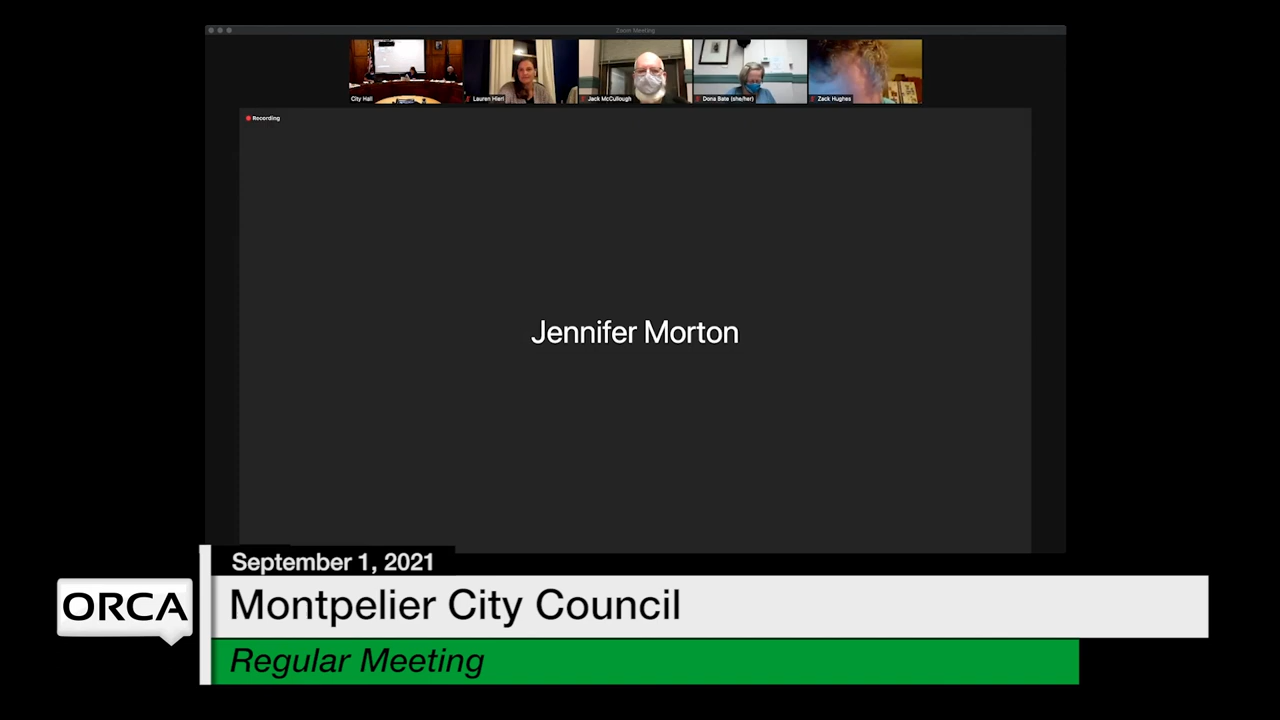 Zoom Meeting
City Hall
Lauren Hierl
Jack McCullough
Dona Bate (she/her)
Zack Hughes
Recording
Jennifer Morton
September 1, 2021
ORCA
Montpelier City Council
Regular Meeting